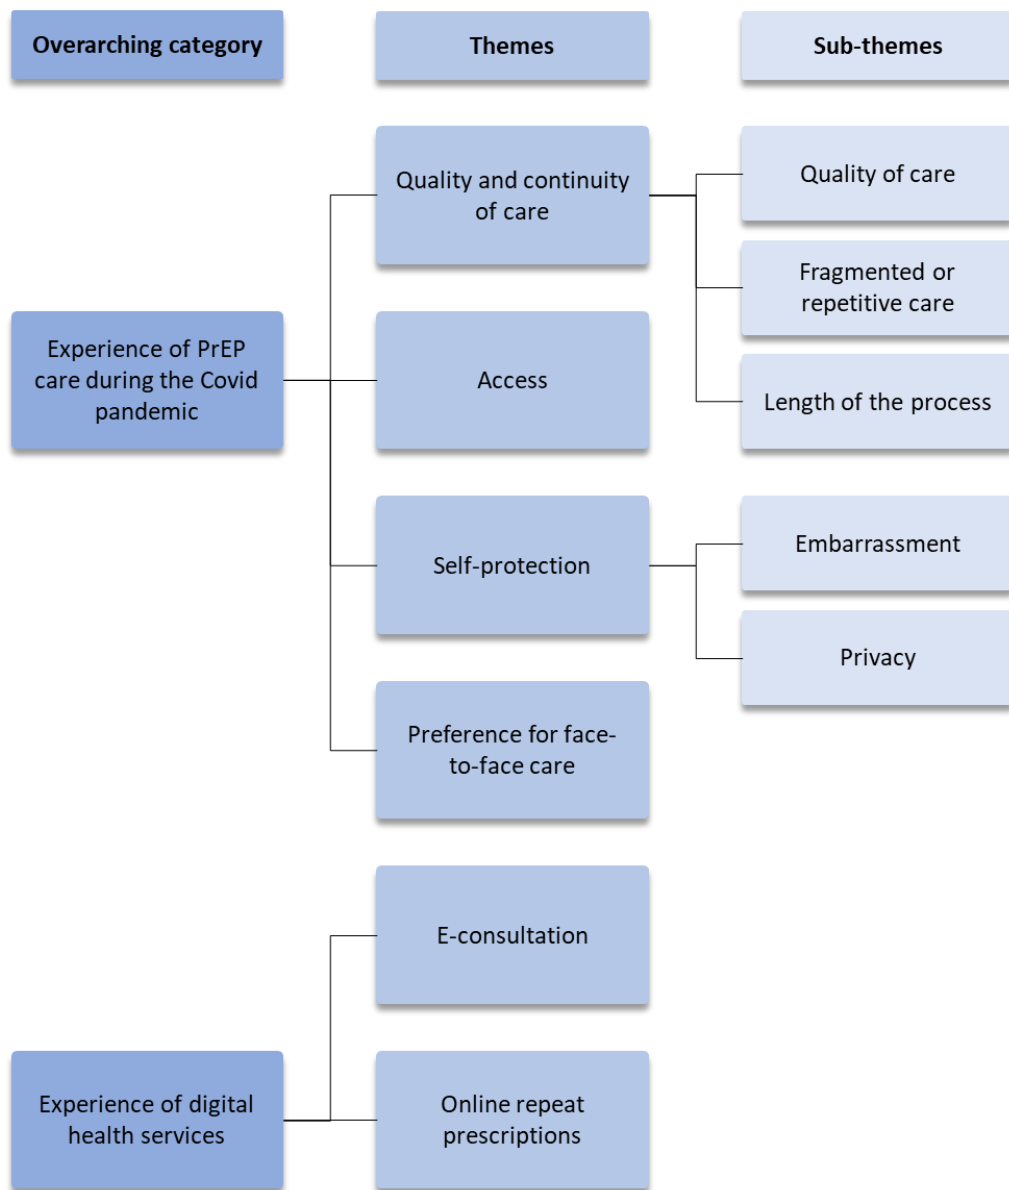 Overarching category
Themes
Sub-themes
Quality and continuity
of care
Quality of care
Fragmented or
repetitive care
Length of the process
Experience of PrEP
care during the Covid
pandemic
Access
Self-protection
Embarrassment
Privacy
Preference for face-
to-face care
E-consultation
Experience of digital
health services
Online repeat
prescriptions